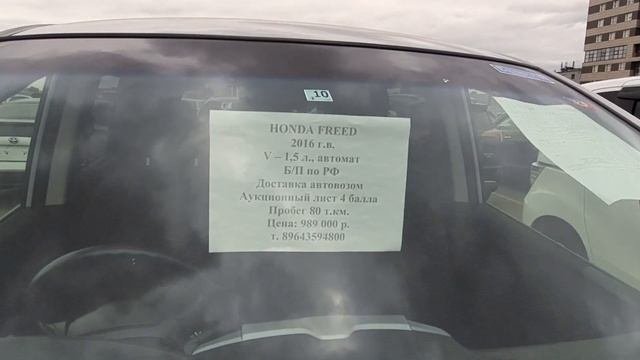 10
HONDA FREED
2016 г.в.
V – 1,5 л., автомат
Б/П по РФ
Доставка автовозом
Аукционный лист 4 балла
Пробег 80 т.км.
Цена: 989 000 р.
т. 89643594800